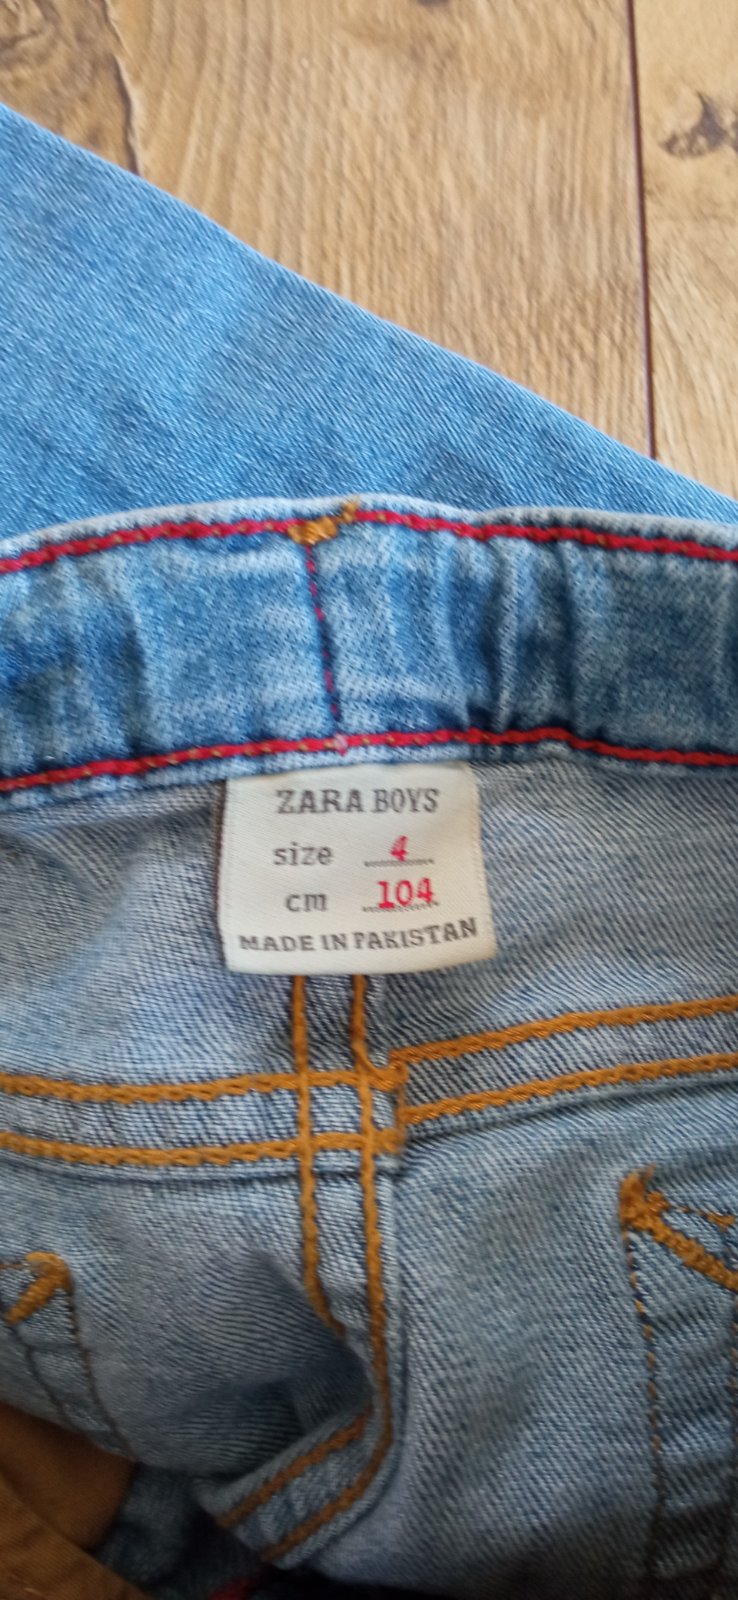 ZARA BOYS
size 4
cm 104
MADE IN PAKISTAN